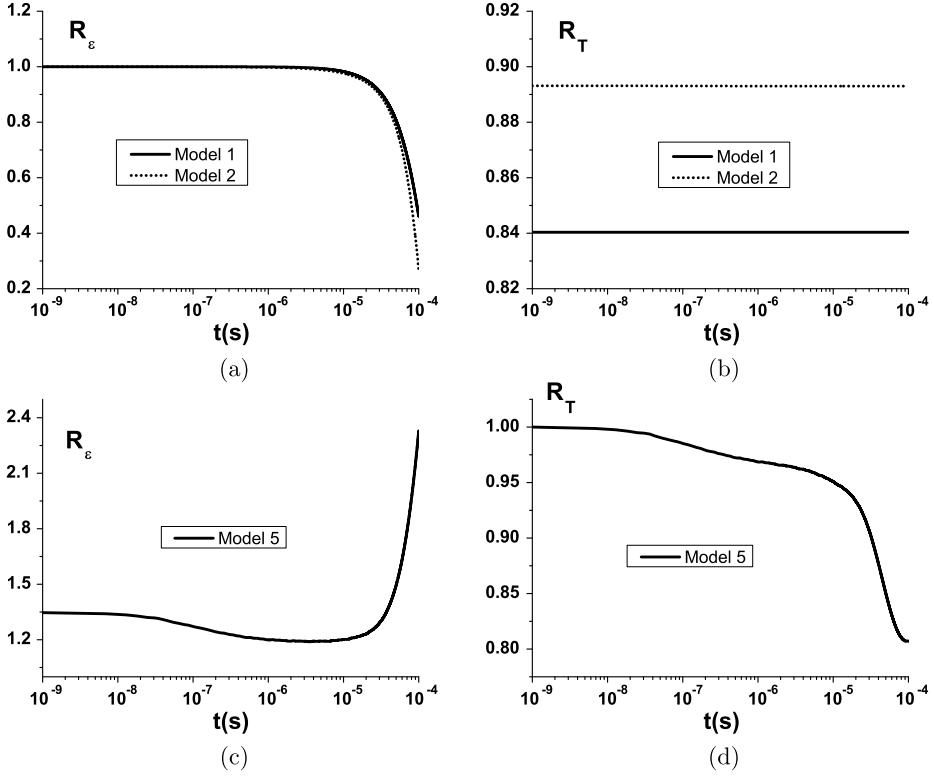 R_ε
1.2
1.0
0.8
0.6
0.4
0.2
Model 1
Model 2
10^-9 10^-8 10^-7 10^-6 10^-5 10^-4
t(s)
(a)
R_T
0.92
0.90
0.88
0.86
0.84
0.82
Model 1
Model 2
10^-9 10^-8 10^-7 10^-6 10^-5 10^-4
t(s)
(b)
R_ε
2.4
2.1
1.8
1.5
1.2
Model 5
10^-9 10^-8 10^-7 10^-6 10^-5 10^-4
t(s)
(c)
R_T
1.00
0.95
0.90
0.85
0.80
Model 5
10^-9 10^-8 10^-7 10^-6 10^-5 10^-4
t(s)
(d)